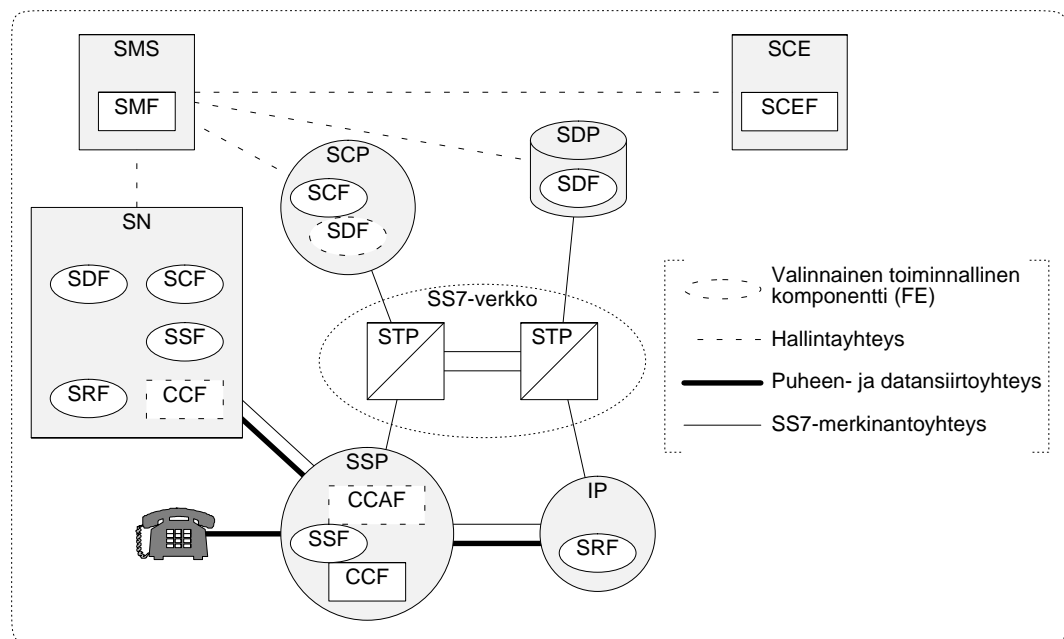 SMS
SMF
SCE
SCEF
SCP
SCF
SDF
SDP
SDF
SN
SDF
SCF
SSF
SRF
CCF
SS7-verkko
STP
STP
Valinnainen toiminnallinen
komponentti (FE)
Hallintayhteys
Puheen- ja datansiirtoyhteys
SS7-merkinantoyhteys
SSP
CCAF
SSF
CCF
IP
SRF